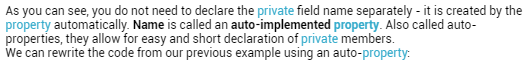 As you can see, you do not need to declare the private field name separately - it is created by the
property automatically. Name is called an auto-implemented property. Also called auto-
properties, they allow for easy and short declaration of private members.
We can rewrite the code from our previous example using an auto-property: